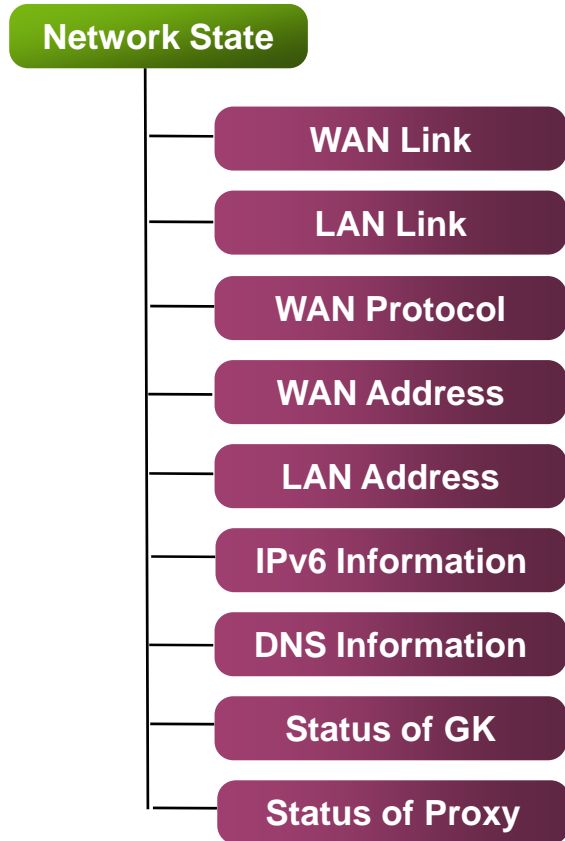 Network State
WAN Link
LAN Link
WAN Protocol
WAN Address
LAN Address
IPv6 Information
DNS Information
Status of GK
Status of Proxy